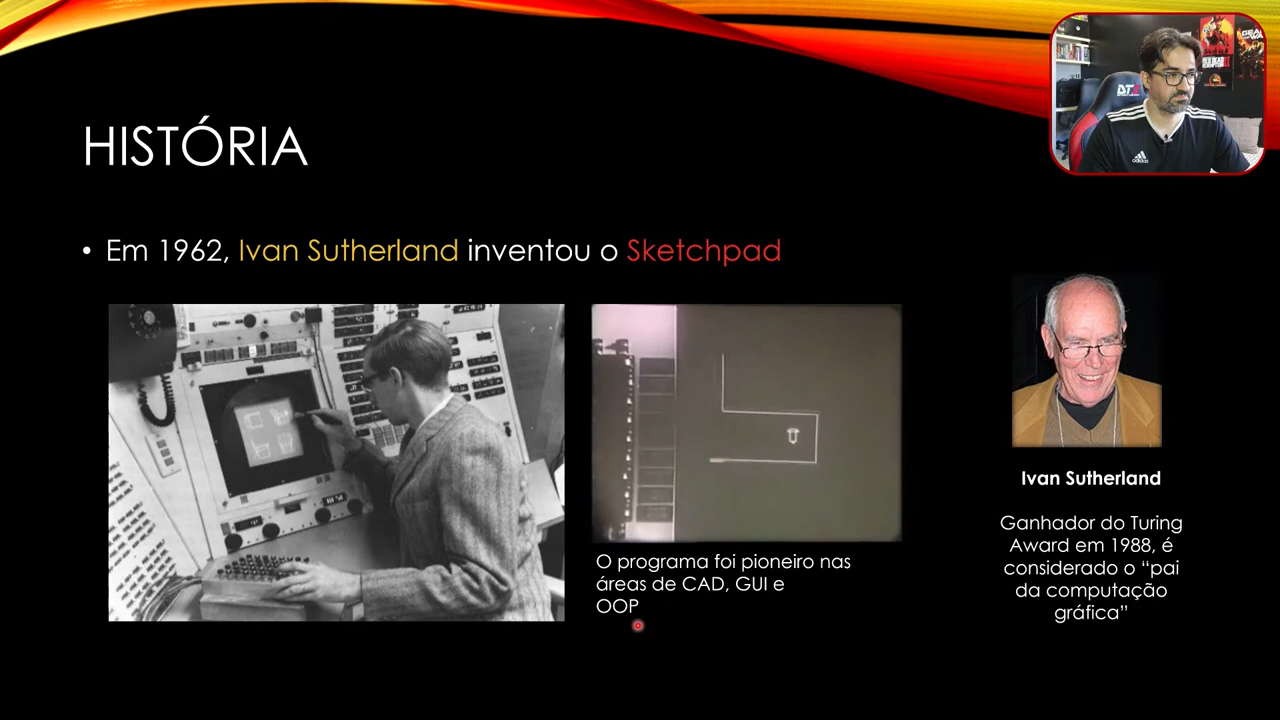 HISTÓRIA
• Em 1962, Ivan Sutherland inventou o Sketchpad
O programa foi pioneiro nas
áreas de CAD, GUI e
OOP
Ivan Sutherland
Ganhador do Turing
Award em 1988, é
considerado o “pai
da computação
gráfica”
adidas